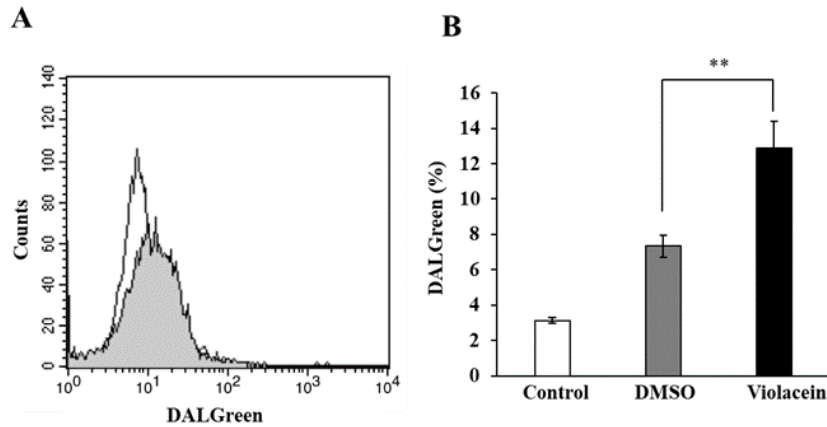 A
140
120
100
80
60
40
20
0
Counts
10⁰ 10¹ 10² 10³ 10⁴
DALGreen
B
**
16
14
12
10
8
6
4
2
0
DALGreen (%)
Control DMSO Violacein